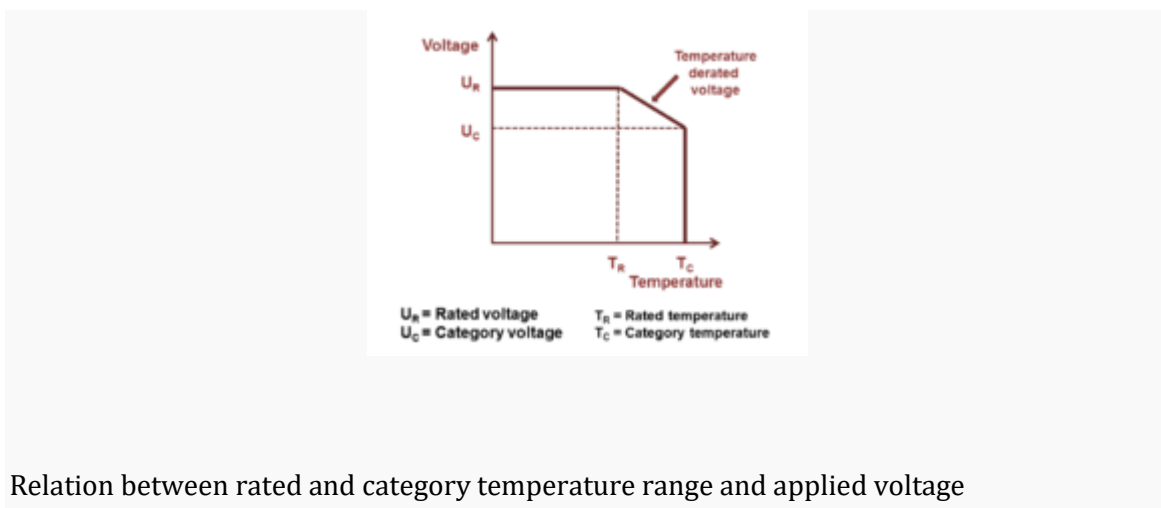 Voltage
Temperature
derated
voltage
UR
UC
TR TC
Temperature
UR = Rated voltage TR = Rated temperature
UC = Category voltage TC = Category temperature
Relation between rated and category temperature range and applied voltage